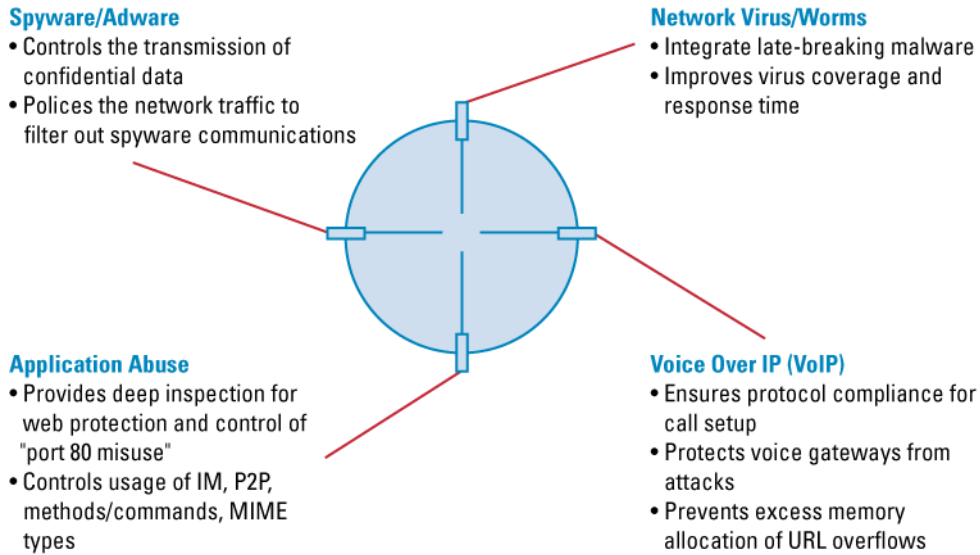 Spyware/Adware
• Controls the transmission of
confidential data
• Polices the network traffic to
filter out spyware communications
Network Virus/Worms
• Integrate late-breaking malware
• Improves virus coverage and
response time
Application Abuse
• Provides deep inspection for
web protection and control of
"port 80 misuse"
• Controls usage of IM, P2P,
methods/commands, MIME
types
Voice Over IP (VoIP)
• Ensures protocol compliance for
call setup
• Protects voice gateways from
attacks
• Prevents excess memory
allocation of URL overflows